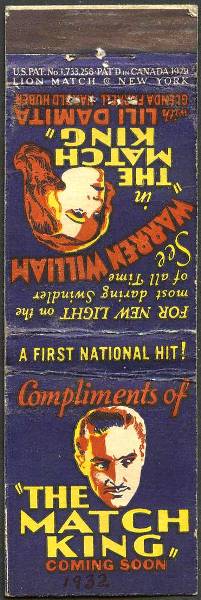 U.S. PAT. No 1,733,256 - PAT'D IN CANADA 1929
LION MATCH © NEW YORK
FOR NEW LIGHT on the
most daring Swindler
of all Time
See
WARREN WILLIAM
in
"THE
MATCH
KING"
with LILI DAMITA
GLENDA FARRELL HAROLD HUBER
A FIRST NATIONAL HIT!
Compliments of
"THE
MATCH
KING"
COMING SOON
1932